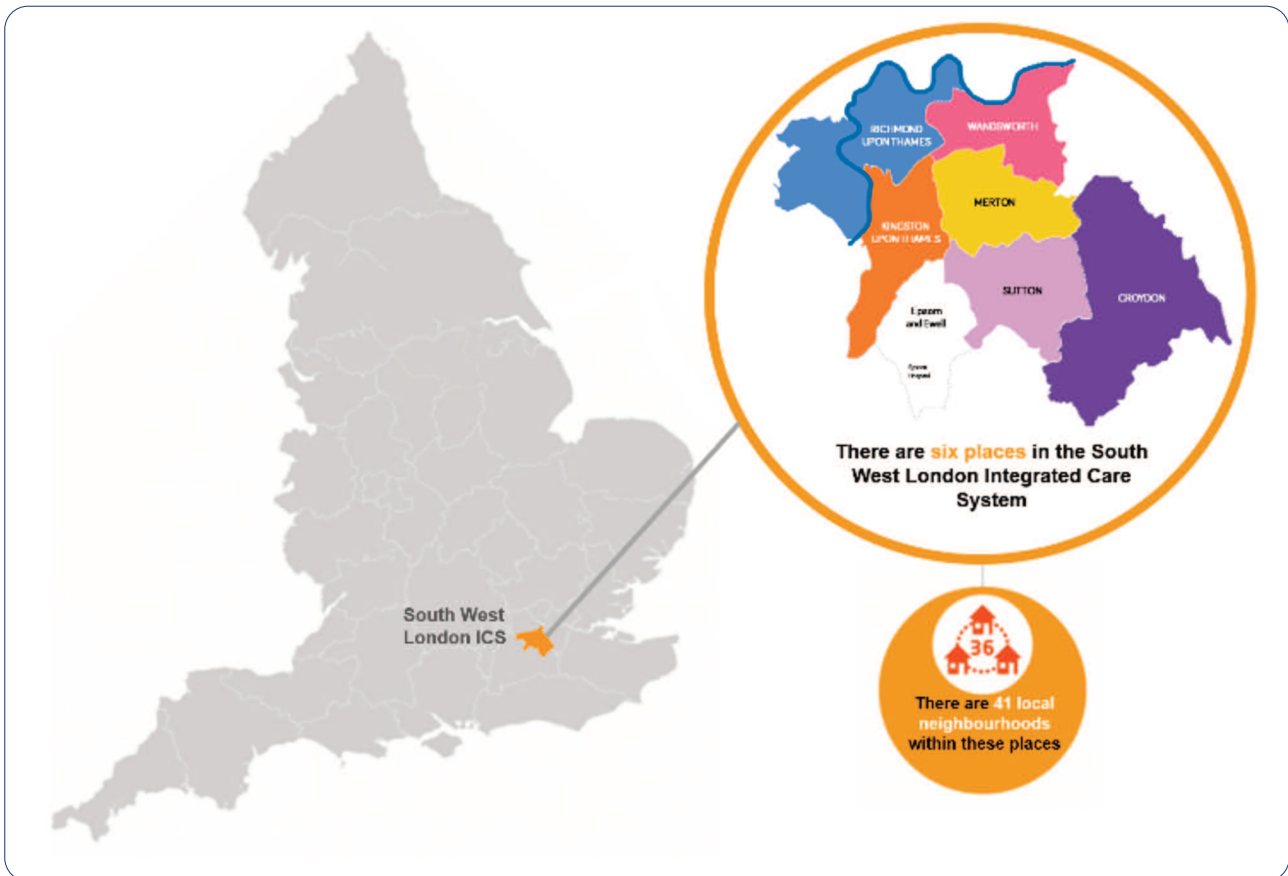 RICHMOND
UPON THAMES
WANDSWORTH
MERTON
KINGSTON
UPON THAMES
SUTTON
CROYDON
Epsom
and Ewell
Epsom
Hospital
There are six places in the South
West London Integrated Care
System
South West
London ICS
36
There are 41 local
neighbourhoods
within these places